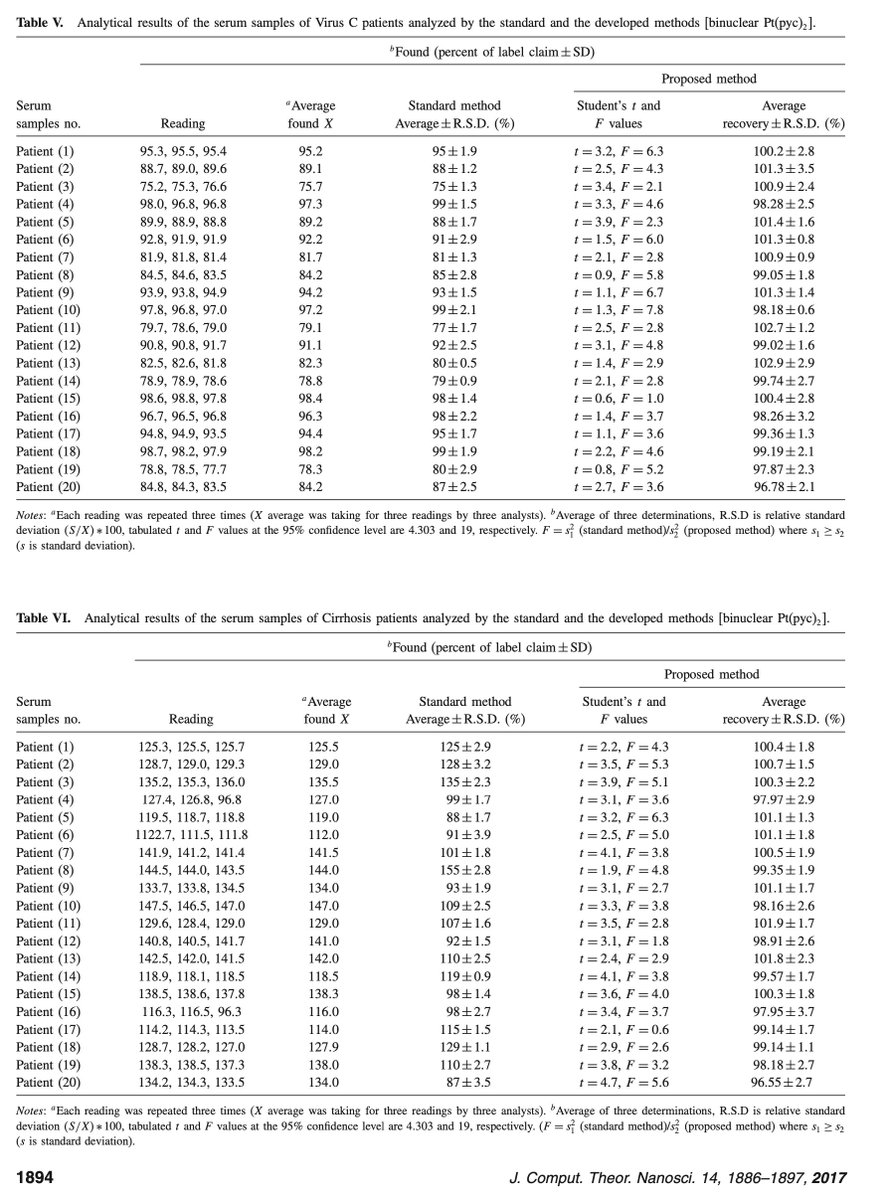 Table V. Analytical results of the serum samples of Virus C patients analyzed by the standard and the developed methods [binuclear Pt(pyc)₂].
ᵇFound (percent of label claim ± SD)
Proposed method
Serum ᵃAverage Standard method Student's t and Average
samples no. Reading found X Average ± R.S.D. (%) F values recovery ± R.S.D. (%)
Patient (1) 95.3, 95.5, 95.4 95.2 95 ± 1.9 t = 3.2, F = 6.3 100.2 ± 2.8
Patient (2) 88.7, 89.0, 89.6 89.1 88 ± 1.2 t = 2.5, F = 4.3 101.3 ± 3.5
Patient (3) 75.2, 75.3, 76.6 75.7 75 ± 1.3 t = 3.4, F = 2.1 100.9 ± 2.4
Patient (4) 98.0, 96.8, 96.8 97.3 99 ± 1.5 t = 3.3, F = 4.6 98.28 ± 2.5
Patient (5) 89.9, 88.9, 88.8 89.2 88 ± 1.7 t = 3.9, F = 2.3 101.4 ± 1.6
Patient (6) 92.8, 91.9, 91.9 92.2 91 ± 2.9 t = 1.5, F = 6.0 101.3 ± 0.8
Patient (7) 81.9, 81.8, 81.4 81.7 81 ± 1.3 t = 2.1, F = 2.8 100.9 ± 0.9
Patient (8) 84.5, 84.6, 83.5 84.2 85 ± 2.8 t = 0.9, F = 5.8 99.05 ± 1.8
Patient (9) 93.9, 93.8, 94.9 94.2 93 ± 1.5 t = 1.1, F = 6.7 101.3 ± 1.4
Patient (10) 97.8, 96.8, 97.0 97.2 99 ± 2.1 t = 1.3, F = 7.8 98.18 ± 0.6
Patient (11) 79.7, 78.6, 79.0 79.1 77 ± 1.7 t = 2.5, F = 2.8 102.7 ± 1.2
Patient (12) 90.8, 90.8, 91.7 91.1 92 ± 2.5 t = 3.1, F = 4.8 99.02 ± 1.6
Patient (13) 82.5, 82.6, 81.8 82.3 80 ± 0.5 t = 1.4, F = 2.9 102.9 ± 2.9
Patient (14) 78.9, 78.9, 78.6 78.8 79 ± 0.9 t = 2.1, F = 2.8 99.74 ± 2.7
Patient (15) 98.6, 98.8, 97.8 98.4 98 ± 1.4 t = 0.6, F = 1.0 100.4 ± 2.8
Patient (16) 96.7, 96.5, 96.8 96.3 98 ± 2.2 t = 1.4, F = 3.7 98.26 ± 3.2
Patient (17) 94.8, 94.9, 93.5 94.4 95 ± 1.7 t = 1.1, F = 3.6 99.36 ± 1.3
Patient (18) 98.7, 98.2, 97.9 98.2 99 ± 1.9 t = 2.2, F = 4.6 99.19 ± 2.1
Patient (19) 78.8, 78.5, 77.7 78.3 80 ± 2.9 t = 0.8, F = 5.2 97.87 ± 2.3
Patient (20) 84.8, 84.3, 83.5 84.2 87 ± 2.5 t = 2.7, F = 3.6 96.78 ± 2.1
Notes: ᵃEach reading was repeated three times (X average was taking for three readings by three analysts). ᵇAverage of three determinations, R.S.D is relative standard
deviation (S/X) * 100, tabulated t and F values at the 95% confidence level are 4.303 and 19, respectively. F = s₁² (standard method)/s₂² (proposed method) where s₁ ≥ s₂
(s is standard deviation).
Table VI. Analytical results of the serum samples of Cirrhosis patients analyzed by the standard and the developed methods [binuclear Pt(pyc)₂].
ᵇFound (percent of label claim ± SD)
Proposed method
Serum ᵃAverage Standard method Student's t and Average
samples no. Reading found X Average ± R.S.D. (%) F values recovery ± R.S.D. (%)
Patient (1) 125.3, 125.5, 125.7 125.5 125 ± 2.9 t = 2.2, F = 4.3 100.4 ± 1.8
Patient (2) 128.7, 129.0, 129.3 129.0 128 ± 3.2 t = 3.5, F = 5.3 100.7 ± 1.5
Patient (3) 135.2, 135.3, 136.0 135.5 135 ± 2.3 t = 3.9, F = 5.1 100.3 ± 2.2
Patient (4) 127.4, 126.8, 96.8 127.0 99 ± 1.7 t = 3.1, F = 3.6 97.97 ± 2.9
Patient (5) 119.5, 118.7, 118.8 119.0 88 ± 1.7 t = 3.2, F = 6.3 101.1 ± 1.3
Patient (6) 1122.7, 111.5, 111.8 112.0 91 ± 3.9 t = 2.5, F = 5.0 101.1 ± 1.8
Patient (7) 141.9, 141.2, 141.4 141.5 101 ± 1.8 t = 4.1, F = 3.8 100.5 ± 1.9
Patient (8) 144.5, 144.0, 143.5 144.0 155 ± 2.8 t = 1.9, F = 4.8 99.35 ± 1.9
Patient (9) 133.7, 133.8, 134.5 134.0 93 ± 1.9 t = 3.1, F = 2.7 101.1 ± 1.7
Patient (10) 147.5, 146.5, 147.0 147.0 109 ± 2.5 t = 3.3, F = 3.8 98.16 ± 2.6
Patient (11) 129.6, 128.4, 129.0 129.0 107 ± 1.6 t = 3.5, F = 2.8 101.9 ± 1.7
Patient (12) 140.8, 140.5, 141.7 141.0 92 ± 1.5 t = 3.1, F = 1.8 98.91 ± 2.6
Patient (13) 142.5, 142.0, 141.5 142.0 110 ± 2.5 t = 2.4, F = 2.9 101.8 ± 2.3
Patient (14) 118.9, 118.1, 118.5 118.5 119 ± 0.9 t = 4.1, F = 3.8 99.57 ± 1.7
Patient (15) 138.5, 138.6, 137.8 138.3 98 ± 1.4 t = 3.6, F = 4.0 100.3 ± 1.8
Patient (16) 116.3, 116.5, 96.3 116.0 98 ± 2.7 t = 3.4, F = 3.7 97.95 ± 3.7
Patient (17) 114.2, 114.3, 113.5 114.0 115 ± 1.5 t = 2.1, F = 0.6 99.14 ± 1.7
Patient (18) 128.7, 128.2, 127.0 127.9 129 ± 1.1 t = 2.9, F = 2.6 99.14 ± 1.1
Patient (19) 138.3, 138.5, 137.3 138.0 110 ± 2.7 t = 3.8, F = 3.2 98.18 ± 2.7
Patient (20) 134.2, 134.3, 133.5 134.0 87 ± 3.5 t = 4.7, F = 5.6 96.55 ± 2.7
Notes: ᵃEach reading was repeated three times (X average was taking for three readings by three analysts). ᵇAverage of three determinations, R.S.D is relative standard
deviation (S/X) * 100, tabulated t and F values at the 95% confidence level are 4.303 and 19, respectively. (F = s₁² (standard method)/s₂² (proposed method) where s₁ ≥ s₂
(s is standard deviation).
1894 J. Comput. Theor. Nanosci. 14, 1886–1897, 2017